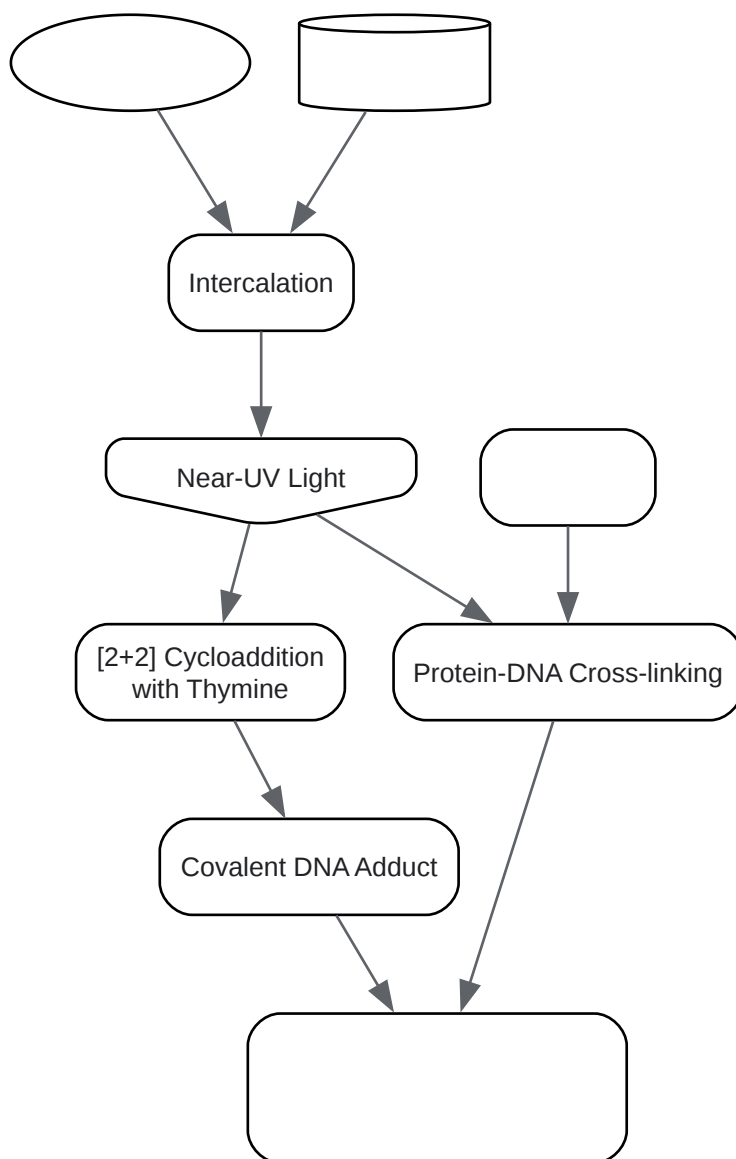 Intercalation
Near-UV Light
[2+2] Cycloaddition
with Thymine
Protein-DNA Cross-linking
Covalent DNA Adduct